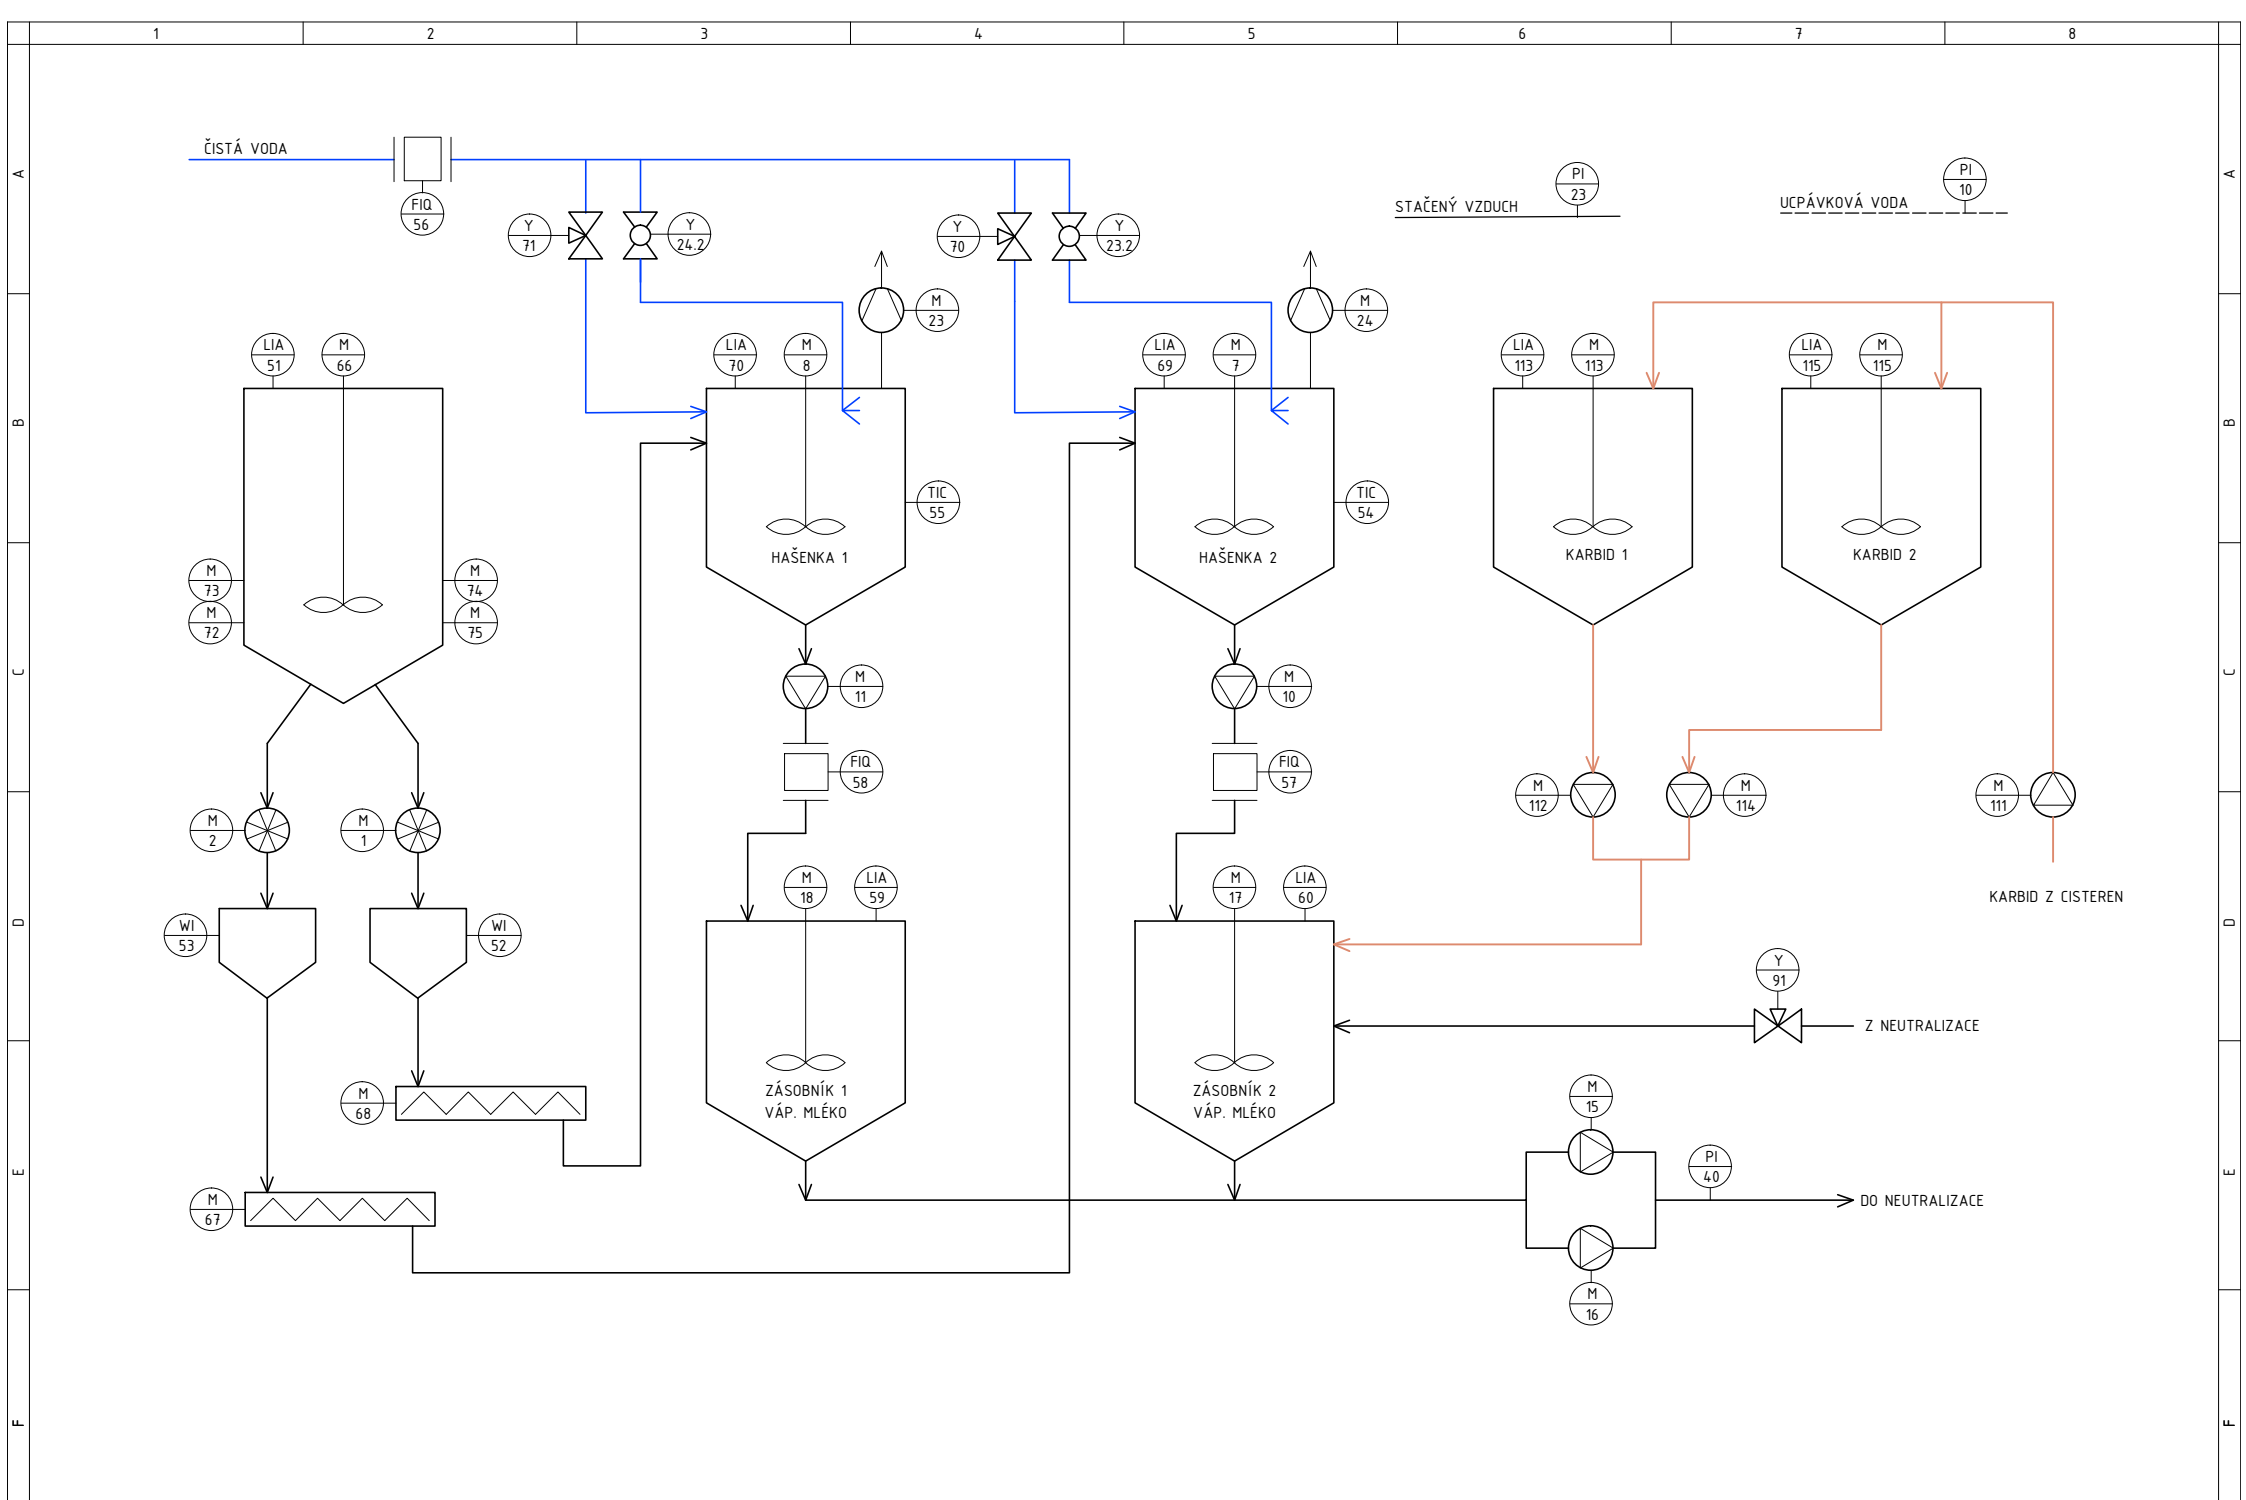 1 2 3 4 5 6 7 8
A A
ČISTÁ VODA
FIQ
56
Y
71
Y
24.2
Y
70
Y
23.2
STAČENÝ VZDUCH
PI
23
UCPÁVKOVÁ VODA
PI
10
M
23
M
24
B B
LIA
51
M
66
LIA
70
M
8
LIA
69
M
7
LIA
113
M
113
LIA
115
M
115
TIC
55
TIC
54
HAŠENKA 1
HAŠENKA 2
KARBID 1
KARBID 2
M
73
M
72
M
74
M
75
C C
M
11
M
10
FIQ
58
FIQ
57
M
112
M
114
M
111
M
2
M
1
M
18
LIA
59
M
17
LIA
60
KARBID Z CISTEREN
D D
WI
53
WI
52
Y
91
Z NEUTRALIZACE
M
68
ZÁSOBNÍK 1
VÁP. MLÉKO
ZÁSOBNÍK 2
VÁP. MLÉKO
M
15
E E
PI
40
M
67
DO NEUTRALIZACE
M
16
F F